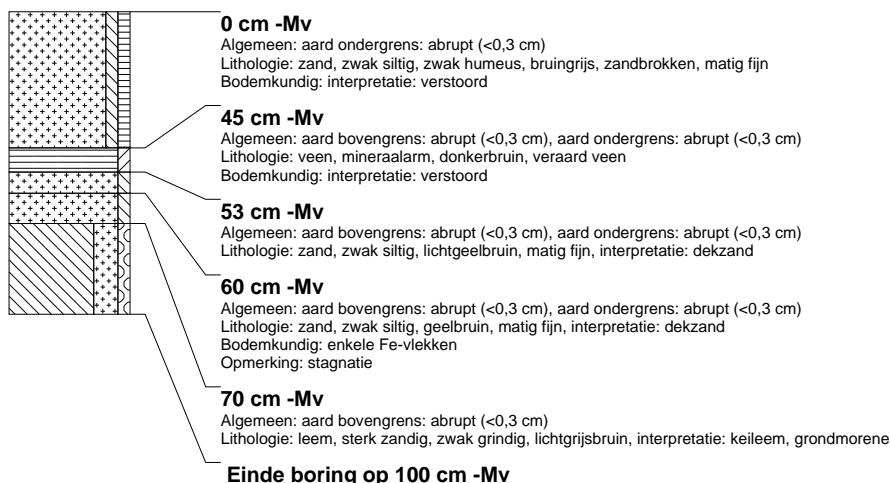 0 cm -Mv
Algemeen: aard ondergrens: abrupt (<0,3 cm)
Lithologie: zand, zwak siltig, zwak humeus, bruingrijs, zandbrokken, matig fijn
Bodemkundig: interpretatie: verstoord
45 cm -Mv
Algemeen: aard bovengrens: abrupt (<0,3 cm), aard ondergrens: abrupt (<0,3 cm)
Lithologie: veen, mineraalarm, donkerbruin, veraard veen
Bodemkundig: interpretatie: verstoord
53 cm -Mv
Algemeen: aard bovengrens: abrupt (<0,3 cm), aard ondergrens: abrupt (<0,3 cm)
Lithologie: zand, zwak siltig, lichtgeelbruin, matig fijn, interpretatie: dekzand
60 cm -Mv
Algemeen: aard bovengrens: abrupt (<0,3 cm), aard ondergrens: abrupt (<0,3 cm)
Lithologie: zand, zwak siltig, geelbruin, matig fijn, interpretatie: dekzand
Bodemkundig: enkele Fe-vlekken
Opmerking: stagnatie
70 cm -Mv
Algemeen: aard bovengrens: abrupt (<0,3 cm)
Lithologie: leem, sterk zandig, zwak grindig, lichtgrijsbruin, interpretatie: keileem, grondmorene
Einde boring op 100 cm -Mv